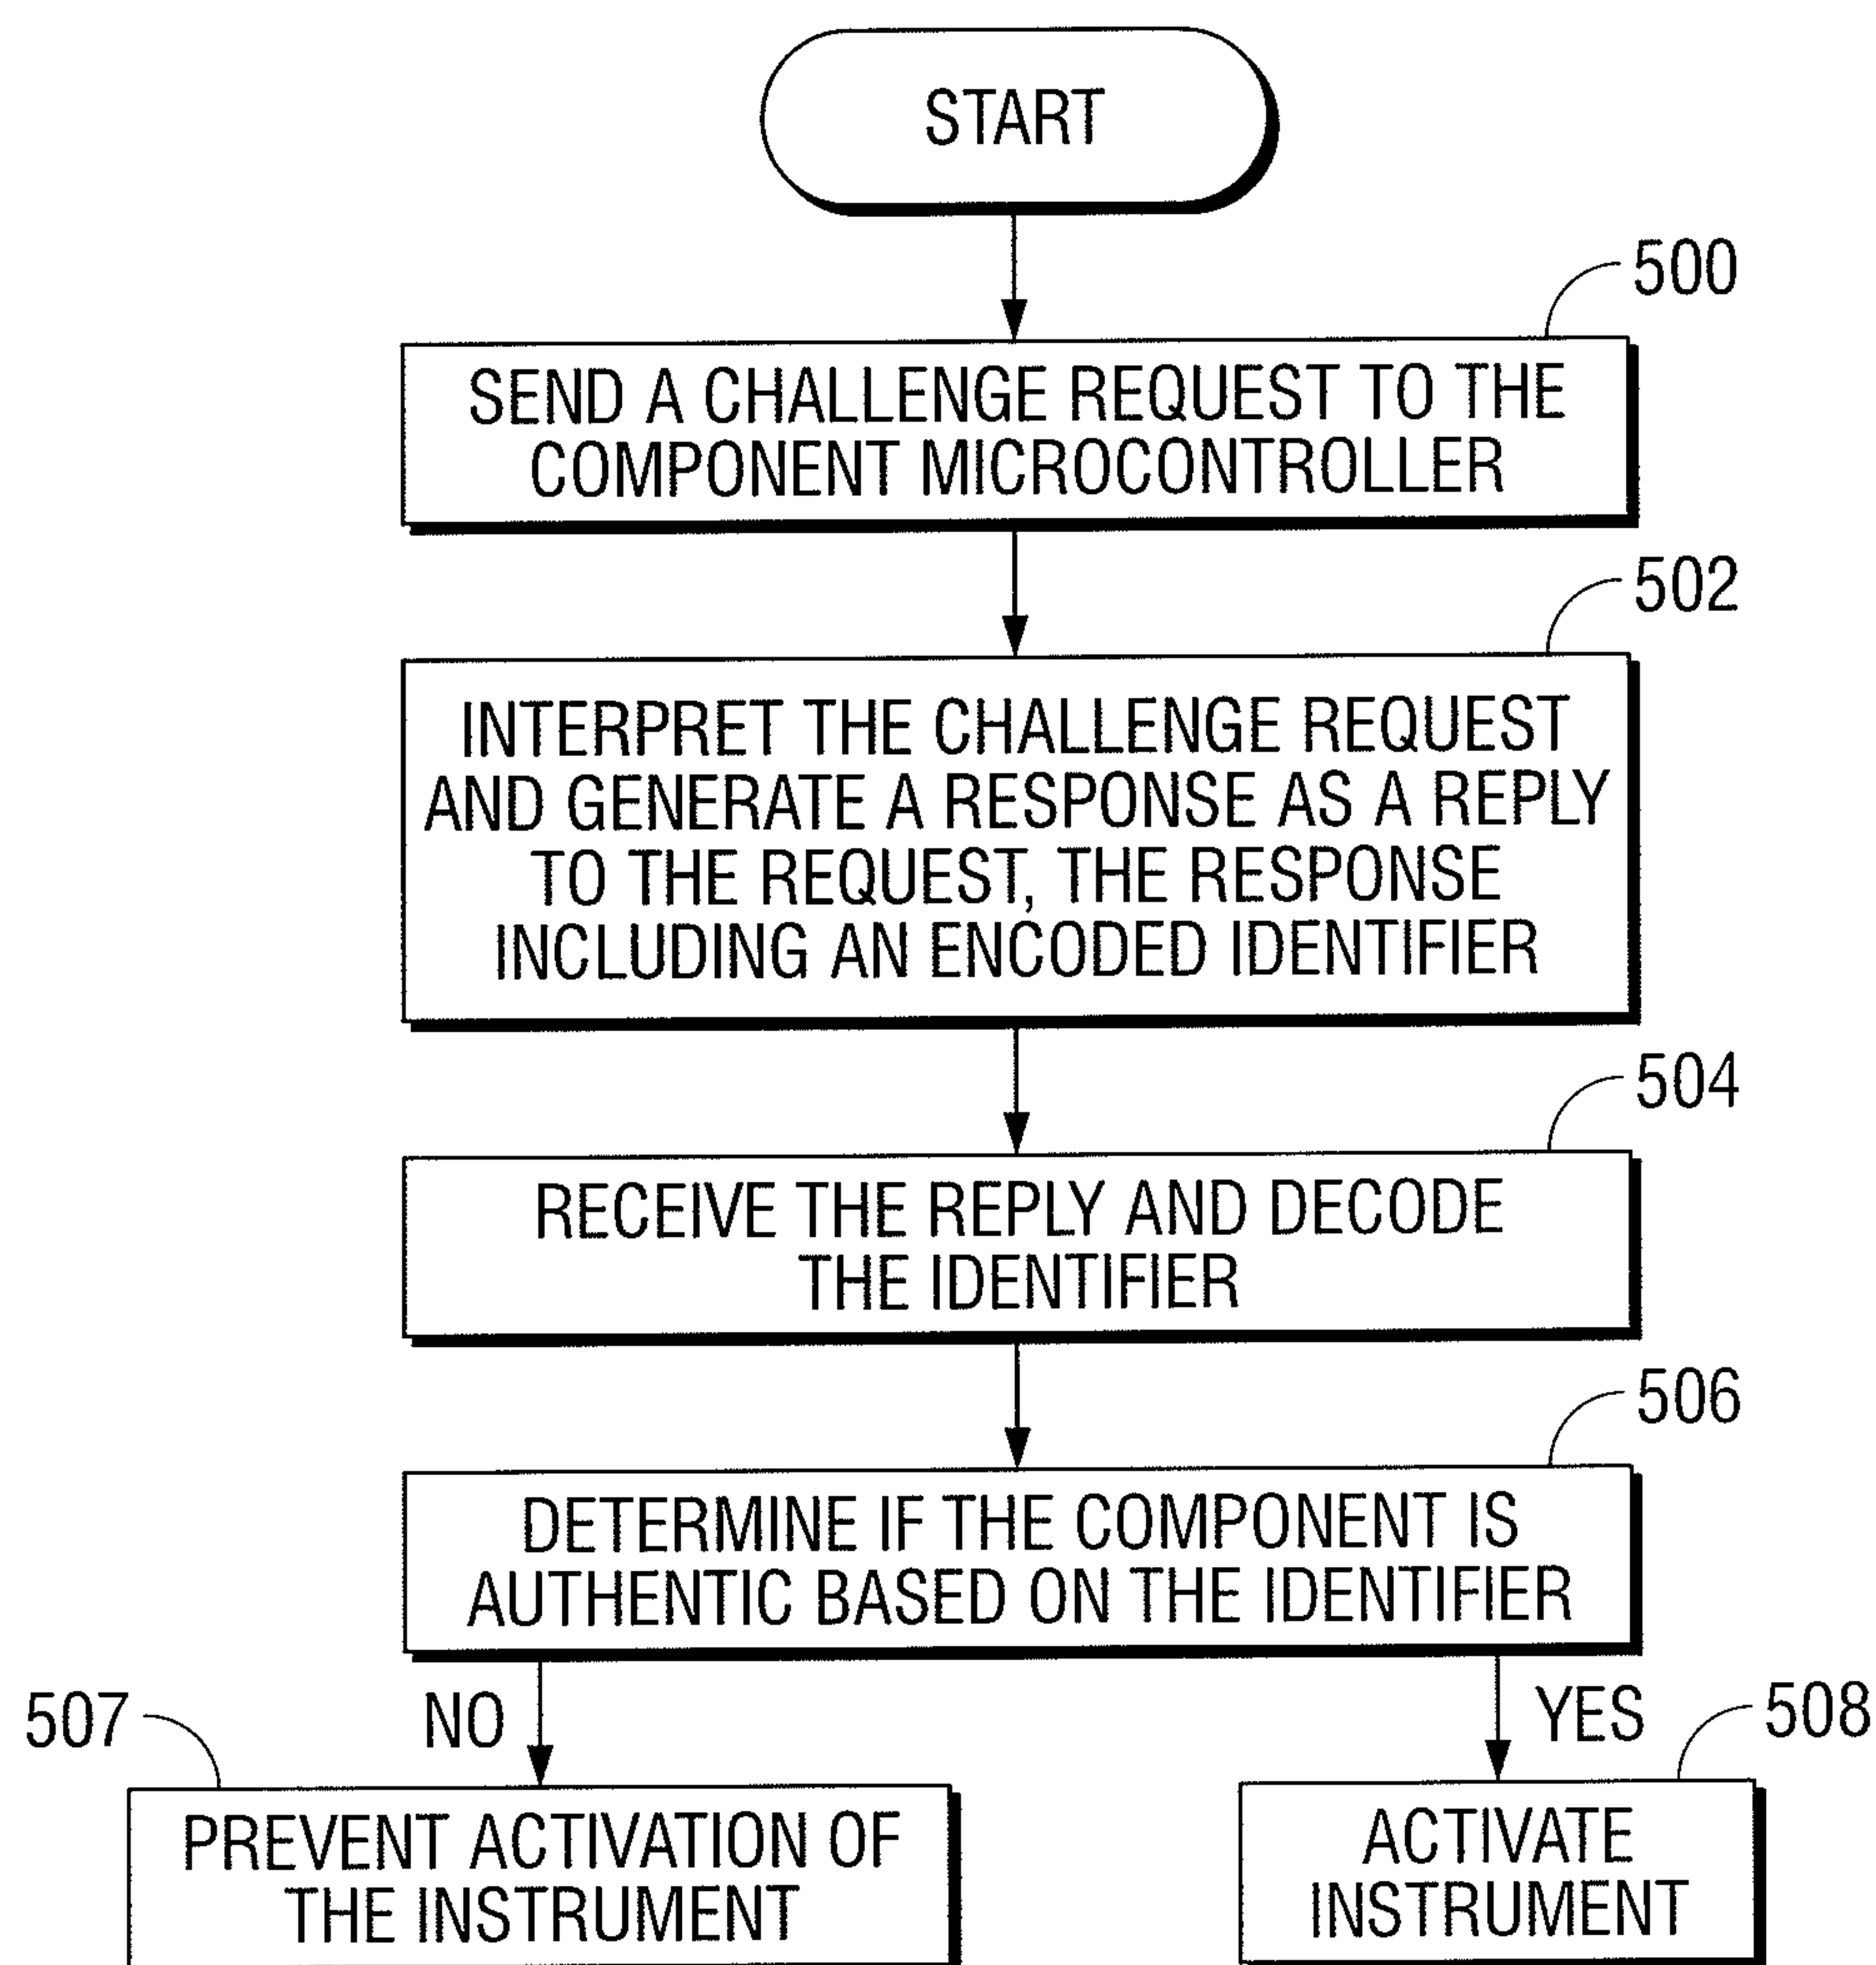 START
500
SEND A CHALLENGE REQUEST TO THE
COMPONENT MICROCONTROLLER
502
INTERPRET THE CHALLENGE REQUEST
AND GENERATE A RESPONSE AS A REPLY
TO THE REQUEST, THE RESPONSE
INCLUDING AN ENCODED IDENTIFIER
504
RECEIVE THE REPLY AND DECODE
THE IDENTIFIER
506
DETERMINE IF THE COMPONENT IS
AUTHENTIC BASED ON THE IDENTIFIER
507
NO
YES
508
PREVENT ACTIVATION OF
THE INSTRUMENT
ACTIVATE
INSTRUMENT